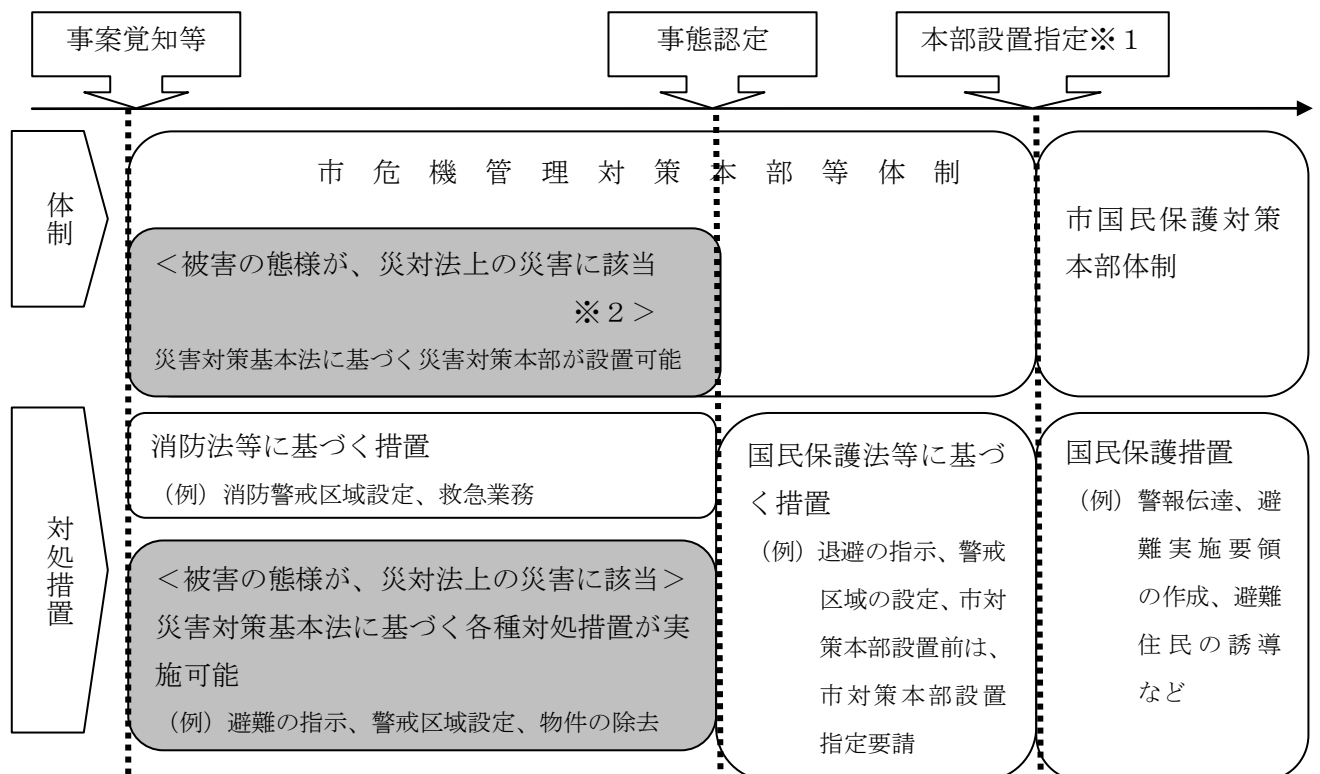 事案覚知等
事態認定
本部設置指定※１
体制
市危機管理対策本部等体制
＜被害の態様が、災対法上の災害に該当
※２＞
災害対策基本法に基づく災害対策本部が設置可能
市国民保護対策
本部体制
対処措置
消防法等に基づく措置
（例）消防警戒区域設定、救急業務
＜被害の態様が、災対法上の災害に該当＞
災害対策基本法に基づく各種対処措置が実
施可能
（例）避難の指示、警戒区域設定、物件の除去
国民保護法等に基づ
く措置
（例）退避の指示、警戒
区域の設定、市対
策本部設置前は、
市対策本部設置
指定要請
国民保護措置
（例）警報伝達、避
難実施要領
の作成、避難
住民の誘導
など